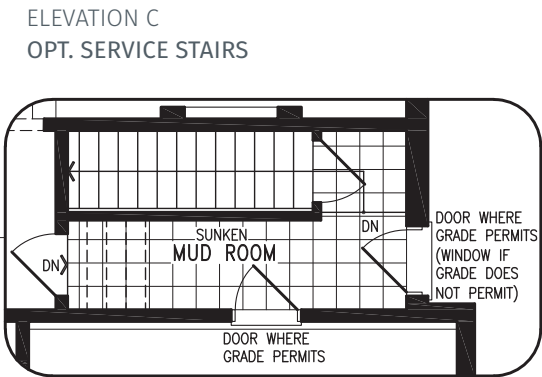 ELEVATION C
OPT. SERVICE STAIRS
DN
DOOR WHERE
GRADE PERMITS
(WINDOW IF
GRADE DOES
NOT PERMIT)
SUNKEN
MUD ROOM
DN
DOOR WHERE
GRADE PERMITS